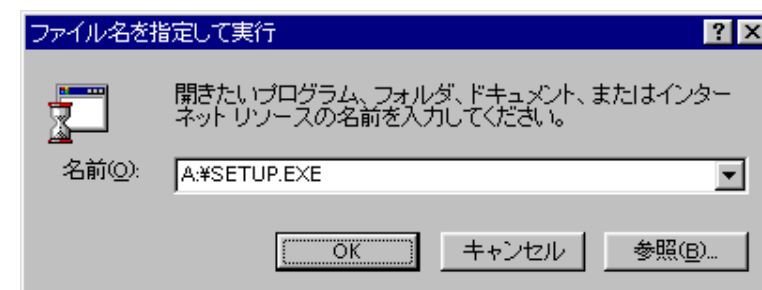 ファイル名を指定して実行
開きたいプログラム、フォルダ、ドキュメント、またはインター
ネット リソースの名前を入力してください。
名前(O): A:¥SETUP.EXE
OK キャンセル 参照(B)...